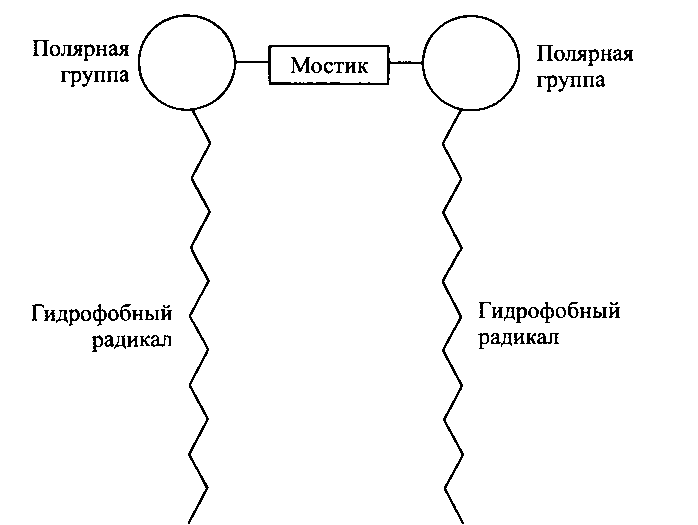 Полярная
группа
Мостик
Полярная
группа
Гидрофобный
радикал
Гидрофобный
радикал